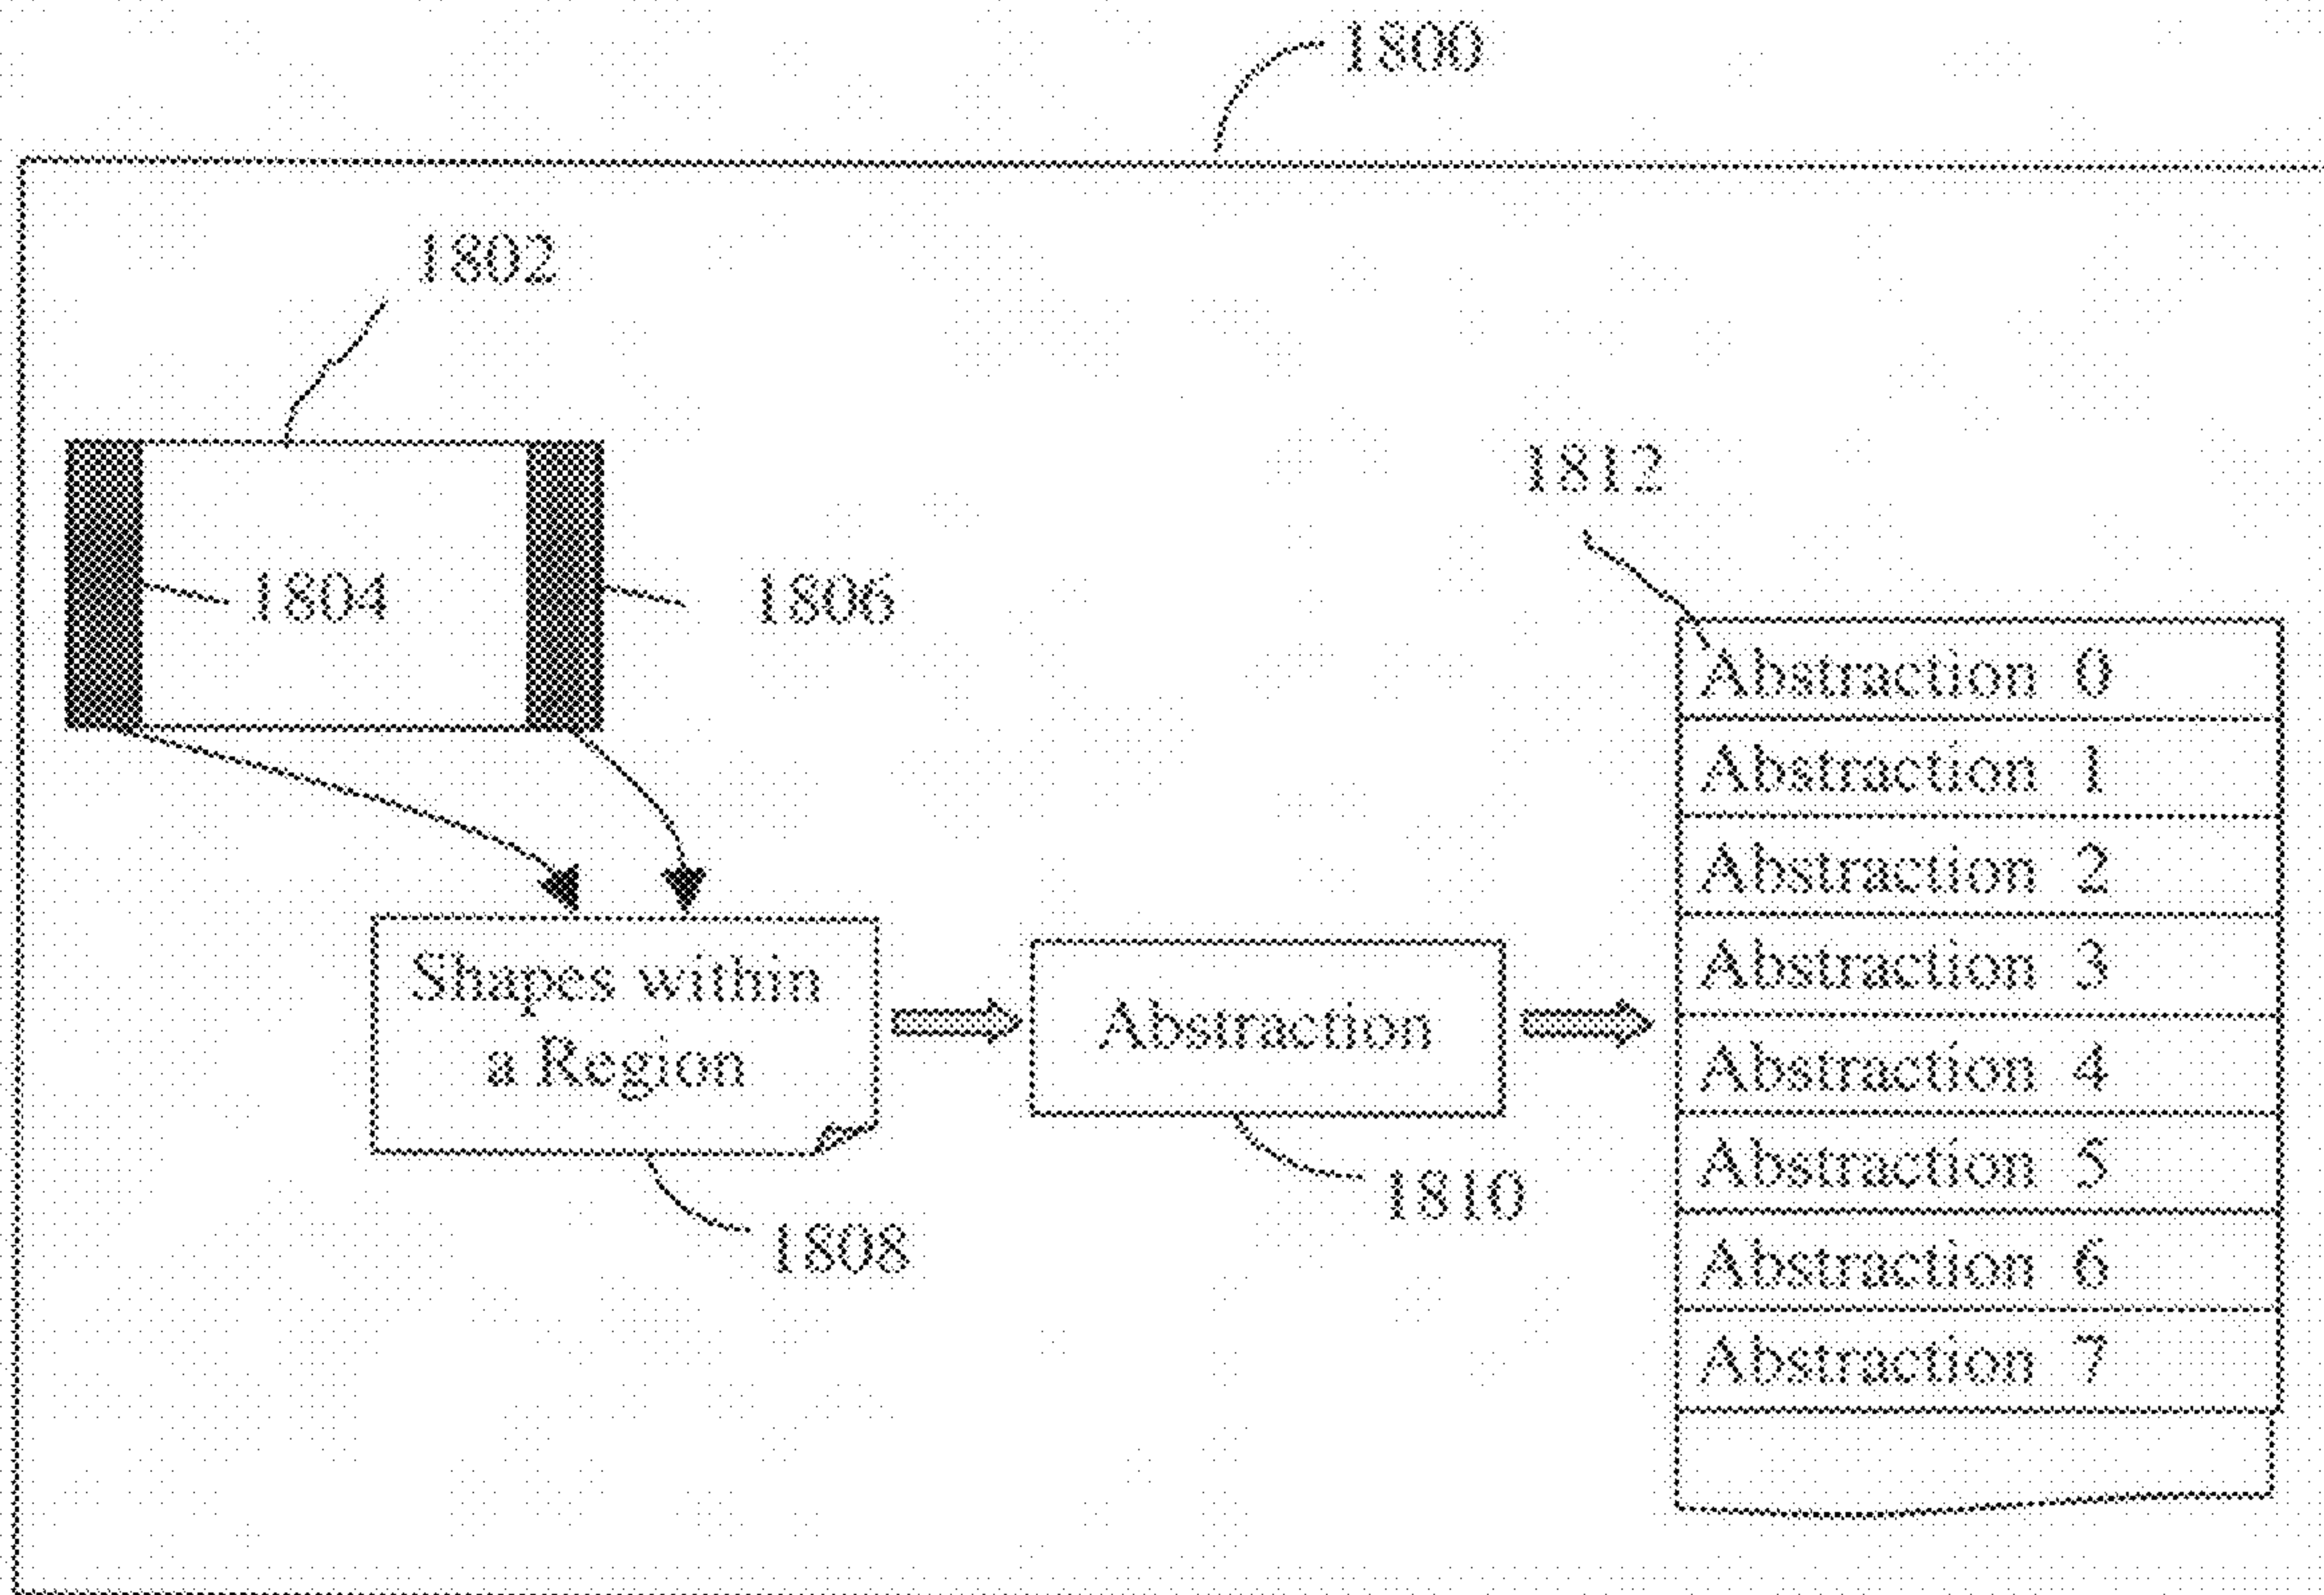 1800
1802
1812
1804
1806
Abstraction 0
Abstraction 1
Abstraction 2
Abstraction 3
Abstraction 4
Abstraction 5
Abstraction 6
Abstraction 7
Shapes within
a Region
Abstraction
1810
1808